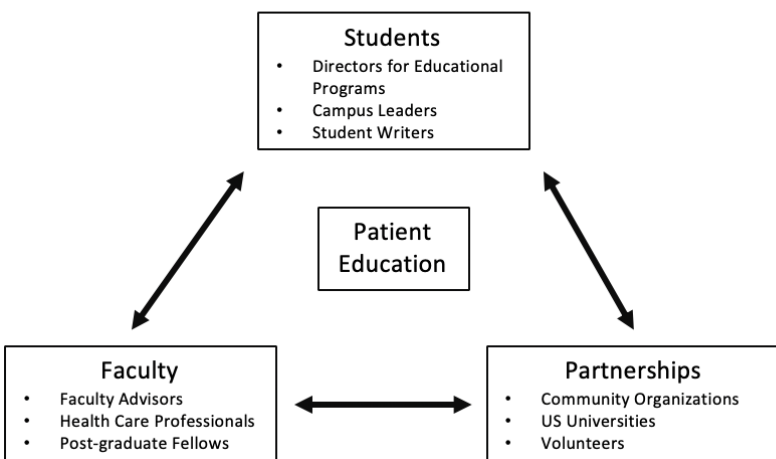 Students
• Directors for Educational
Programs
• Campus Leaders
• Student Writers
Patient
Education
Faculty
• Faculty Advisors
• Health Care Professionals
• Post-graduate Fellows
Partnerships
• Community Organizations
• US Universities
• Volunteers